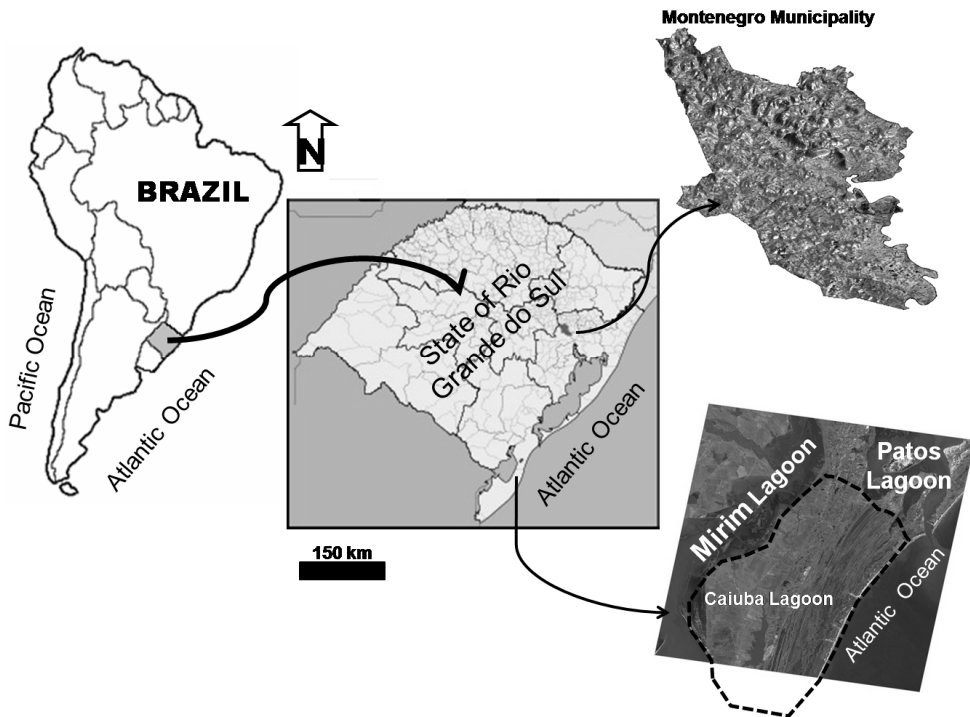 Montenegro Municipality
N
BRAZIL
Pacific Ocean
Atlantic Ocean
State of Rio
Grande do Sul
Atlantic Ocean
150 km
Patos
Lagoon
Mirim Lagoon
Caiuba Lagoon
Atlantic Ocean